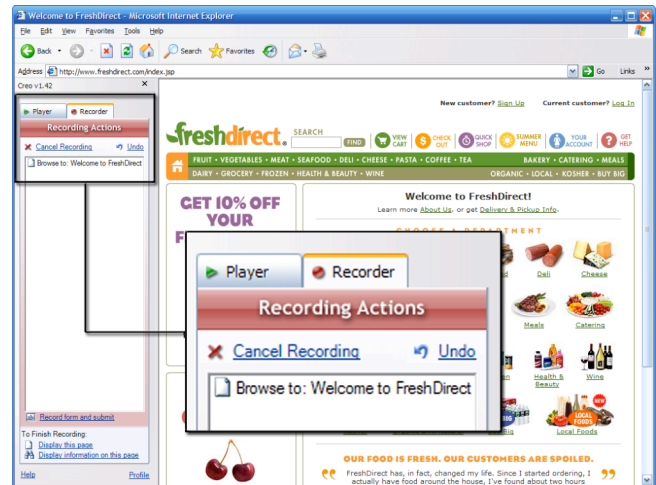 Welcome to FreshDirect - Microsoft Internet Explorer
File Edit View Favorites Tools Help
Back Search Favorites
Address http://www.freshdirect.com/index.jsp Go Links »
Creo v1.42 x
Player Recorder
Recording Actions
Cancel Recording Undo
Browse to: Welcome to FreshDirect
Record form and submit
To Finish Recording:
Display this page
Display information on this page
Help Profile
New customer? Sign Up Current customer? Log In
freshdirect. SEARCH FIND VIEW CART CHECK OUT QUICK SHOP SUMMER MENU YOUR ACCOUNT GET HELP
FRUIT • VEGETABLES • MEAT • SEAFOOD • DELI • CHEESE • PASTA • COFFEE • TEA BAKERY • CATERING • MEALS
DAIRY • GROCERY • FROZEN • HEALTH & BEAUTY • WINE ORGANIC • LOCAL • KOSHER • BUY BIG
GET 10% OFF
YOUR
F
Welcome to FreshDirect!
Learn more About Us. or get Delivery & Pickup Info.
CHOOSE A DEPARTMENT
Deli Cheese
Meals Catering
Health & Beauty Wine
BIG LOCAL FOODS NEW
Big Local Foods
Player Recorder
Recording Actions
Cancel Recording Undo
Browse to: Welcome to FreshDirect
OUR FOOD IS FRESH. OUR CUSTOMERS ARE SPOILED.
FreshDirect has, in fact, changed my life. Since I started ordering, I
actually have food around the house, I've found about two hours